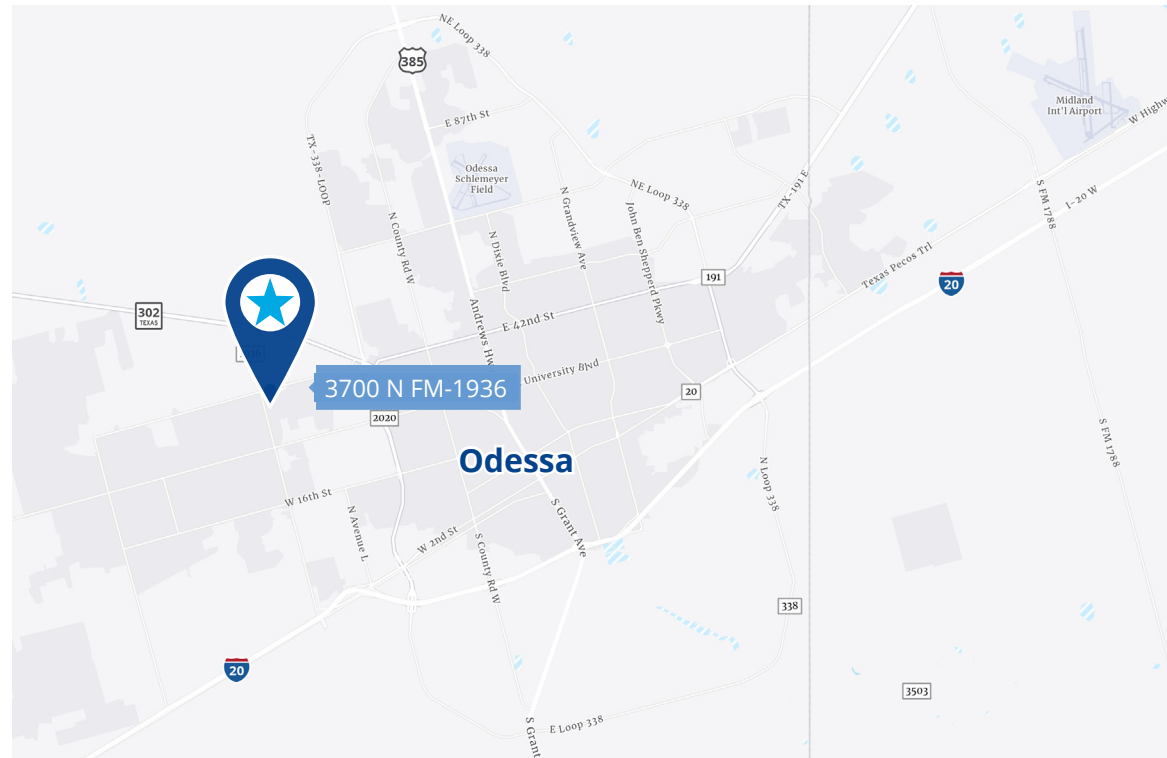 NE Loop 338
385
E 87th St
Midland
Int'l Airport
W Highw
TX-338-LOOP
Odessa
Schlemeyer
Field
NE Loop 338
TX-191 E
S FM 1788
I-20 W
N County Rd W
N Dixie Blvd
N Grandview Ave
John Ben Shepperd Pkwy
Texas Pecos Trl
191
20
302
TEXAS
Andrews Hwy
E 42nd St
University Blvd
3700 N FM-1936
20
2020
Odessa
S FM 1788
W 16th St
N Loop 338
N Avenue L
W 2nd St
S Grant Ave
S County Rd W
338
20
3503
S Grant
E Loop 338